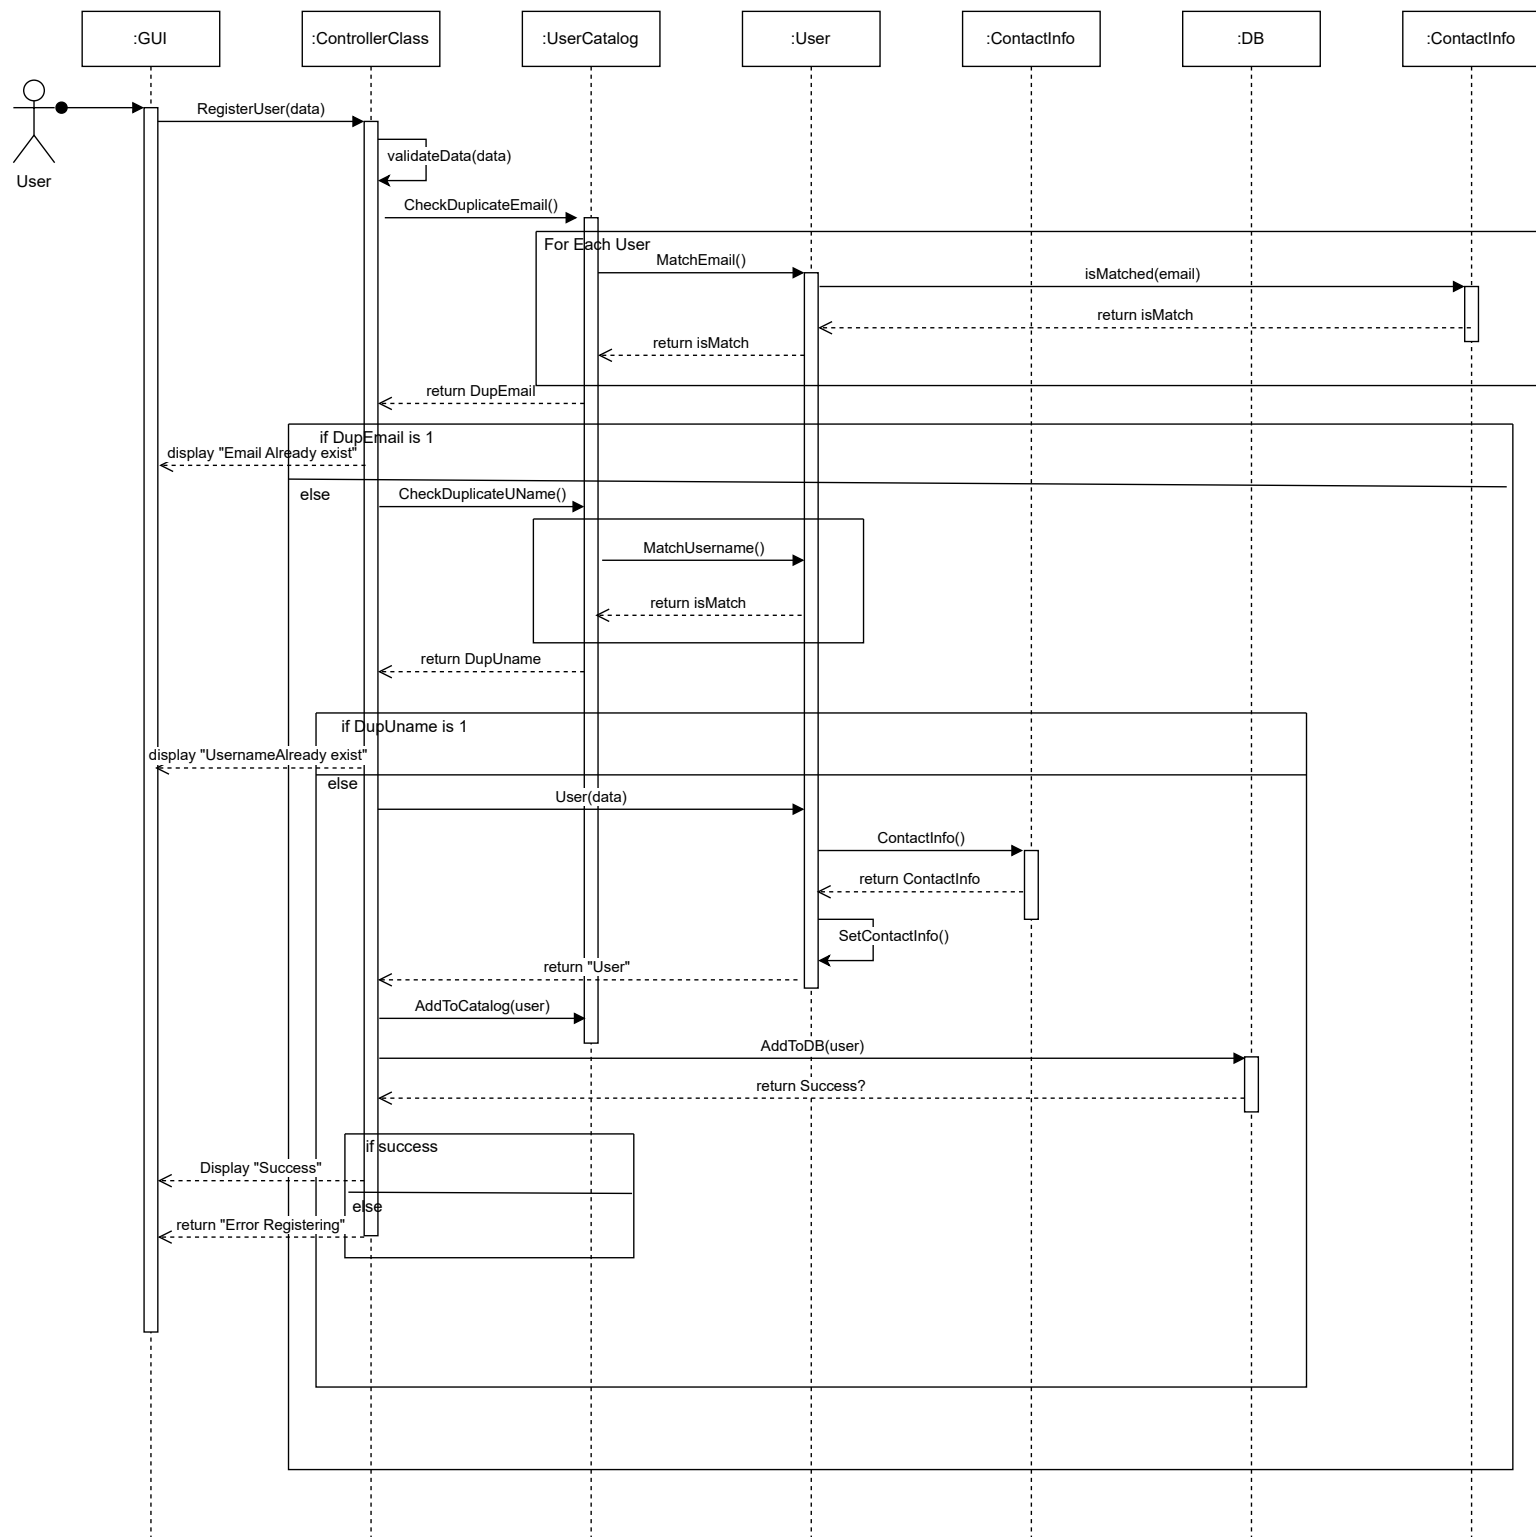 :GUI
:ControllerClass
:UserCatalog
:User
:ContactInfo
:DB
:ContactInfo
User
RegisterUser(data)
validateData(data)
CheckDuplicateEmail()
For Each User
MatchEmail()
isMatched(email)
return isMatch
return isMatch
return DupEmail
if DupEmail is 1
display "Email Already exist"
else
CheckDuplicateUName()
MatchUsername()
return isMatch
return DupUname
if DupUname is 1
display "UsernameAlready exist"
else
User(data)
ContactInfo()
return ContactInfo
SetContactInfo()
return "User"
AddToCatalog(user)
AddToDB(user)
return Success?
if success
Display "Success"
else
return "Error Registering"